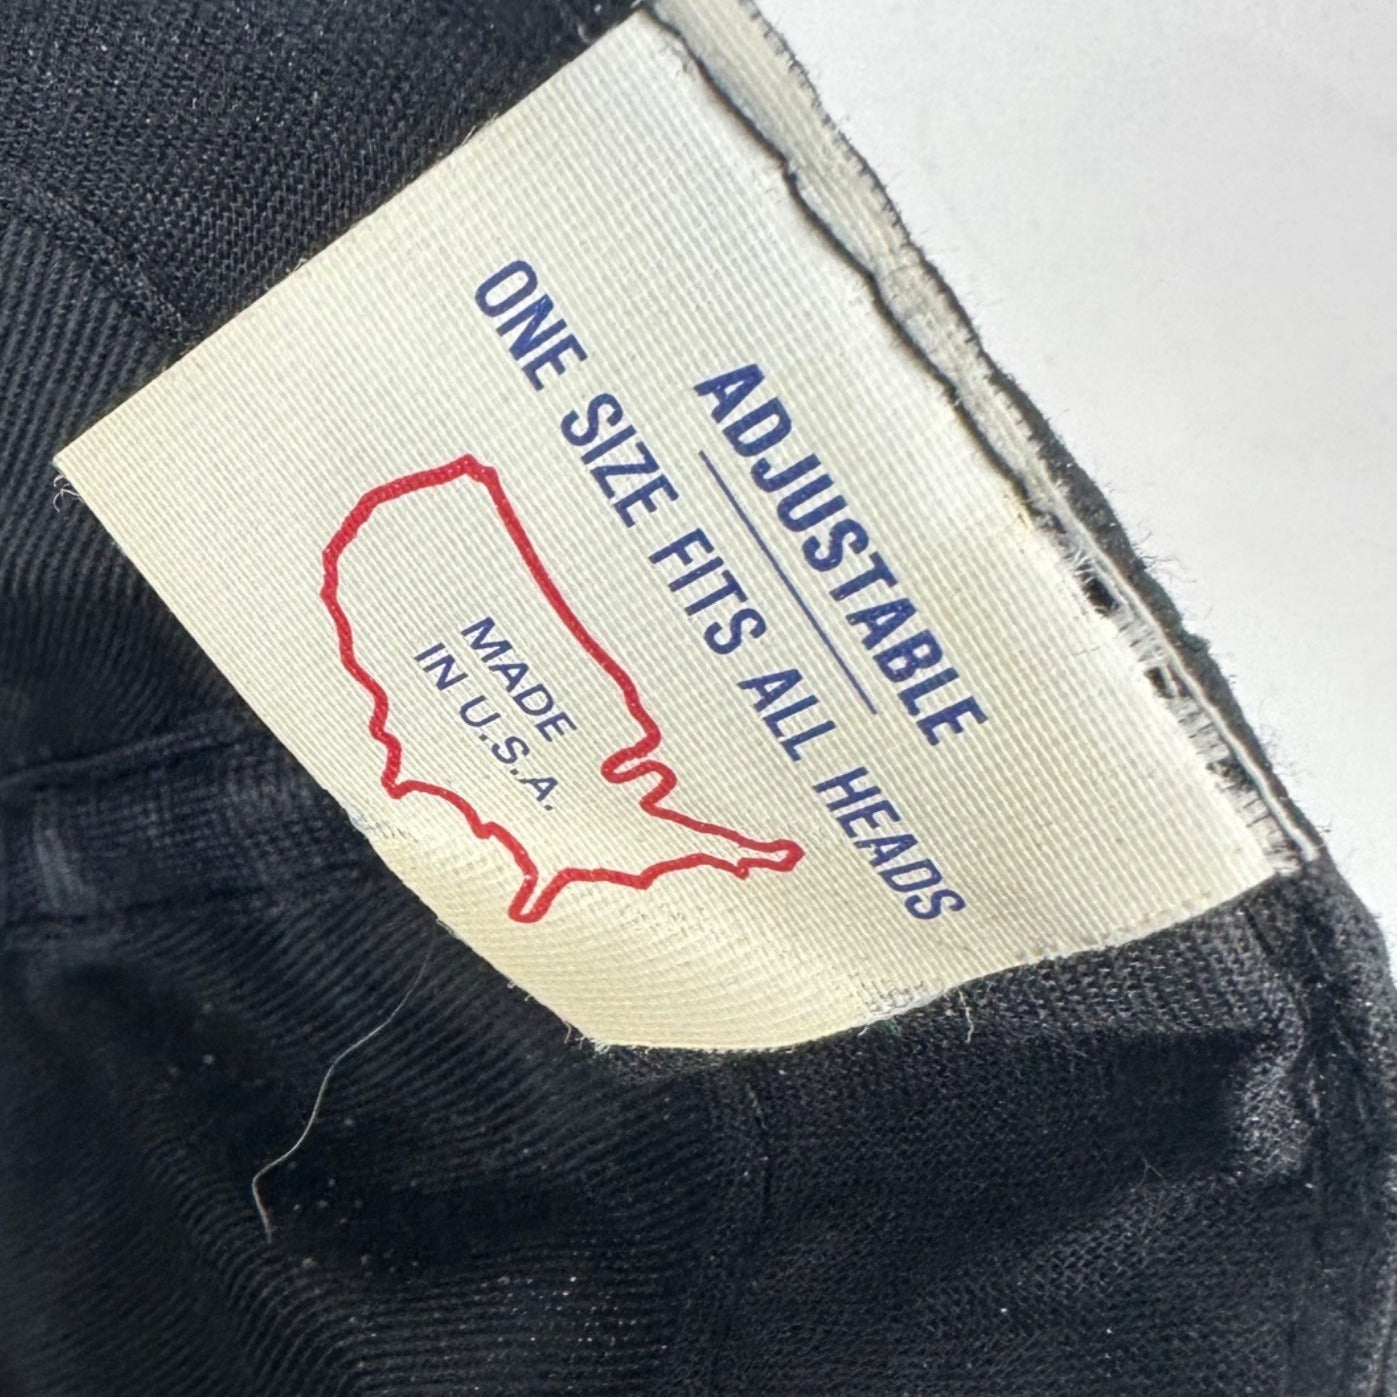 ADJUSTABLE
ONE SIZE FITS ALL HEADS
MADE
IN U.S.A.